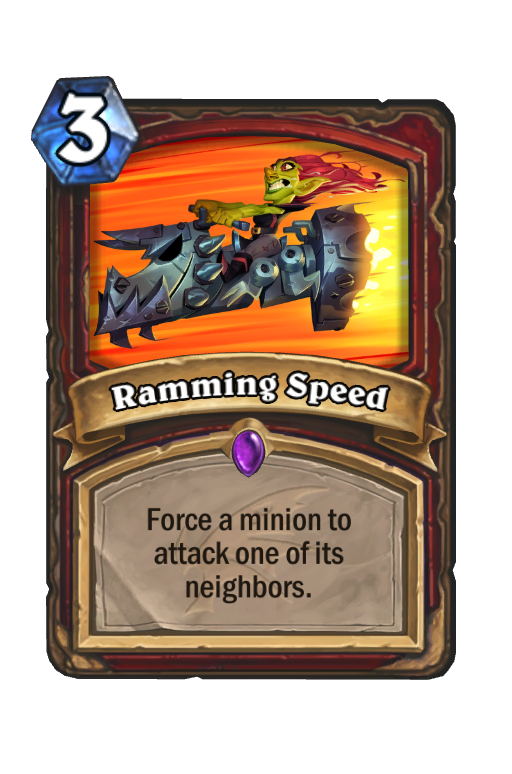 3
Ramming Speed
Force a minion to
attack one of its
neighbors.